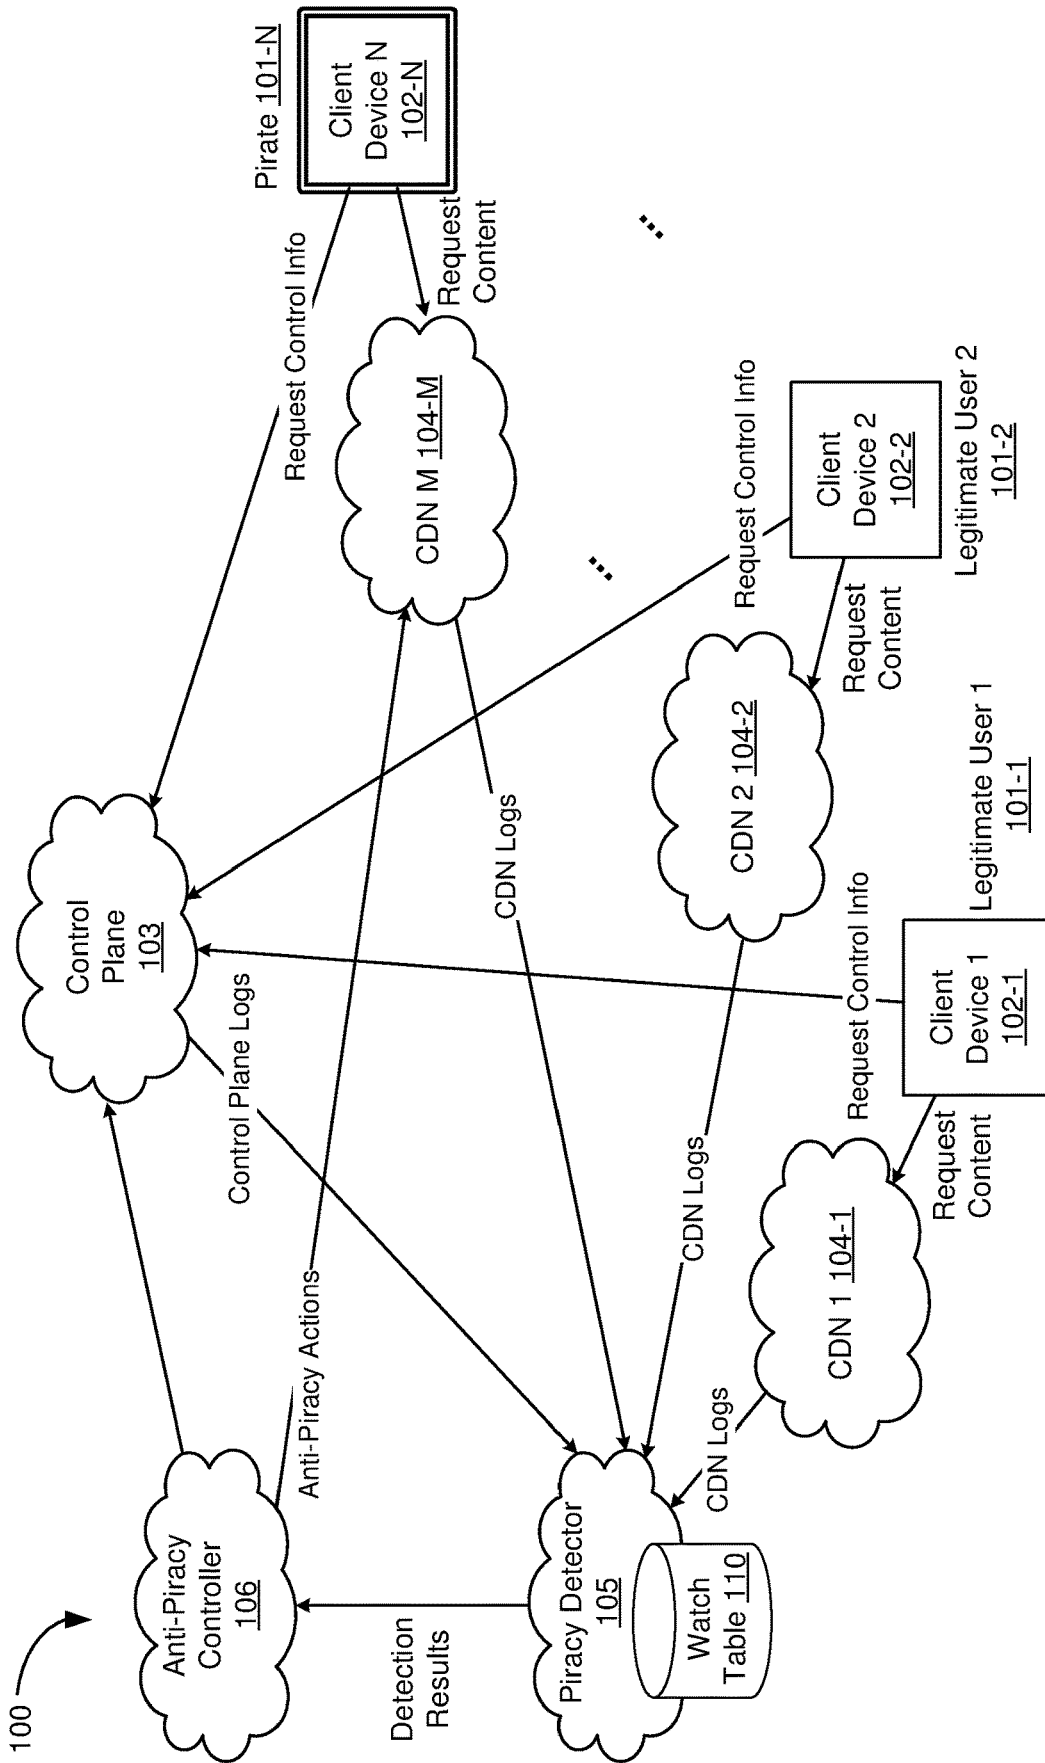 100
Anti-Piracy
Controller
106
Detection
Results
Piracy Detector
105
Watch
Table 110
Anti-Piracy Actions
Control Plane Logs
Control
Plane
103
CDN Logs
CDN Logs
CDN Logs
CDN 1 104-1
Request
Content
Request Control Info
Client
Device 1
102-1
Legitimate User 1
101-1
CDN 2 104-2
Request
Content
Request Control Info
Client
Device 2
102-2
Legitimate User 2
101-2
CDN M 104-M
Request
Content
Request Control Info
Pirate 101-N
Client
Device N
102-N